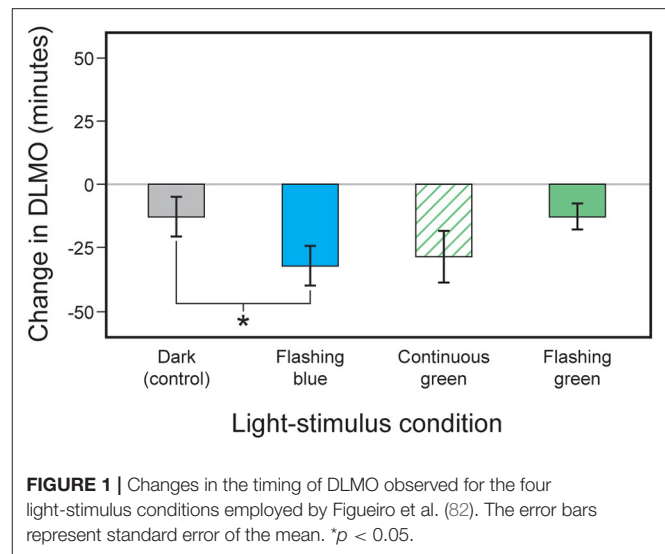 Change in DLMO (minutes)
50
0
-25
-50
*
Dark
(control)
Flashing
blue
Continuous
green
Flashing
green
Light-stimulus condition
FIGURE 1 | Changes in the timing of DLMO observed for the four
light-stimulus conditions employed by Figueiro et al. (82). The error bars
represent standard error of the mean. *p < 0.05.